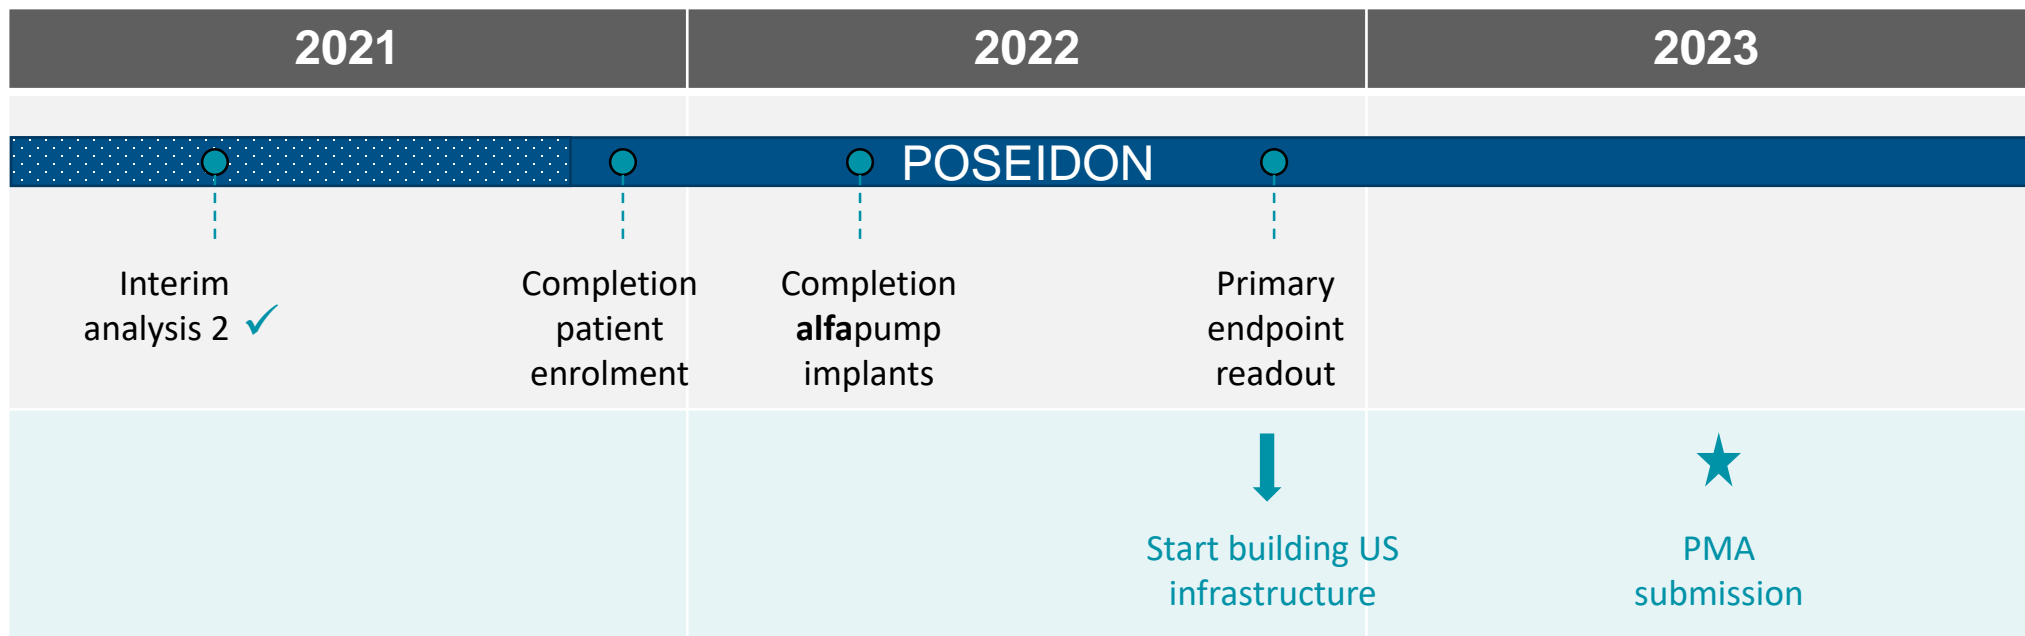 2021
2022
2023
POSEIDON
Interim
analysis 2 ✓
Completion
patient
enrolment
Completion
alfapump
implants
Primary
endpoint
readout
Start building US
infrastructure
PMA
submission